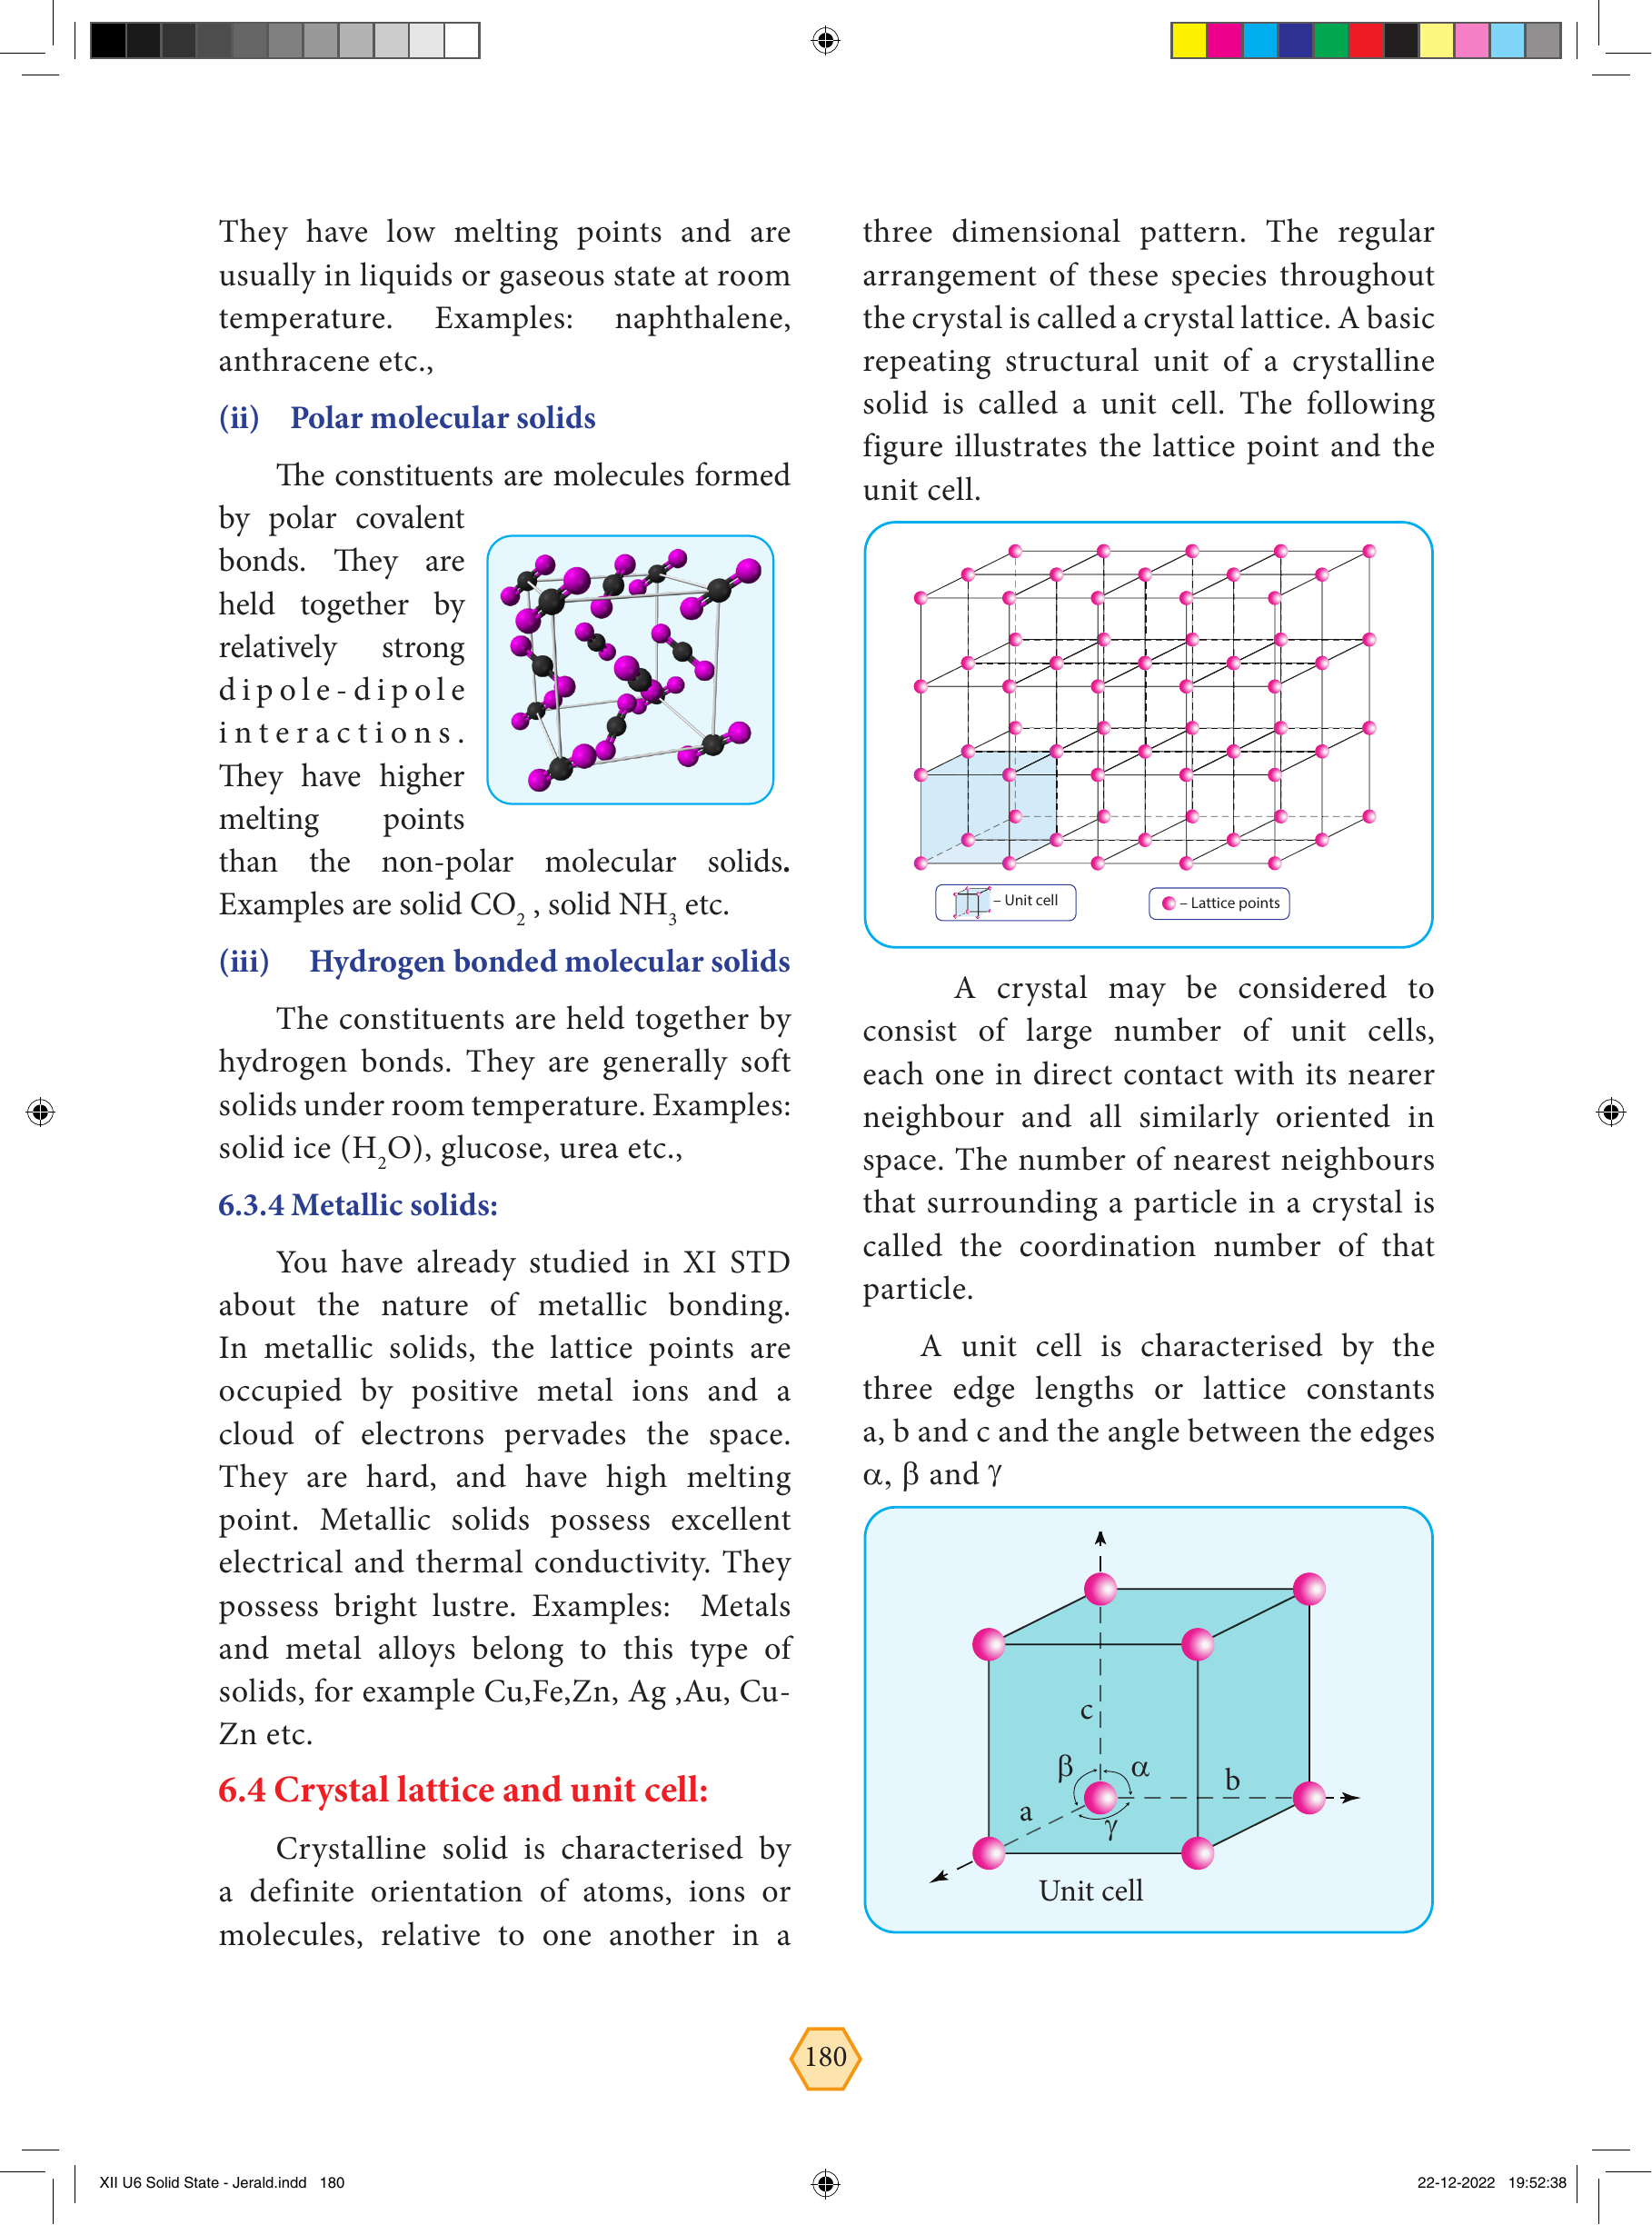 They have low melting points and are
usually in liquids or gaseous state at room
temperature. Examples: naphthalene,
anthracene etc.,
(ii) Polar molecular solids
The constituents are molecules formed
by polar covalent
bonds. They are
held together by
relatively strong
dipole-dipole
interactions.
They have higher
melting points
than the non-polar molecular solids.
Examples are solid CO2 , solid NH3 etc.
(iii) Hydrogen bonded molecular solids
The constituents are held together by
hydrogen bonds. They are generally soft
solids under room temperature. Examples:
solid ice (H2O), glucose, urea etc.,
6.3.4 Metallic solids:
You have already studied in XI STD
about the nature of metallic bonding.
In metallic solids, the lattice points are
occupied by positive metal ions and a
cloud of electrons pervades the space.
They are hard, and have high melting
point. Metallic solids possess excellent
electrical and thermal conductivity. They
possess bright lustre. Examples: Metals
and metal alloys belong to this type of
solids, for example Cu,Fe,Zn, Ag ,Au, Cu-
Zn etc.
6.4 Crystal lattice and unit cell:
Crystalline solid is characterised by
a definite orientation of atoms, ions or
molecules, relative to one another in a
three dimensional pattern. The regular
arrangement of these species throughout
the crystal is called a crystal lattice. A basic
repeating structural unit of a crystalline
solid is called a unit cell. The following
figure illustrates the lattice point and the
unit cell.
– Unit cell
– Lattice points
A crystal may be considered to
consist of large number of unit cells,
each one in direct contact with its nearer
neighbour and all similarly oriented in
space. The number of nearest neighbours
that surrounding a particle in a crystal is
called the coordination number of that
particle.
A unit cell is characterised by the
three edge lengths or lattice constants
a, b and c and the angle between the edges
α, β and γ
c
β α
b
a
γ
Unit cell
180
XII U6 Solid State - Jerald.indd 180
22-12-2022 19:52:38